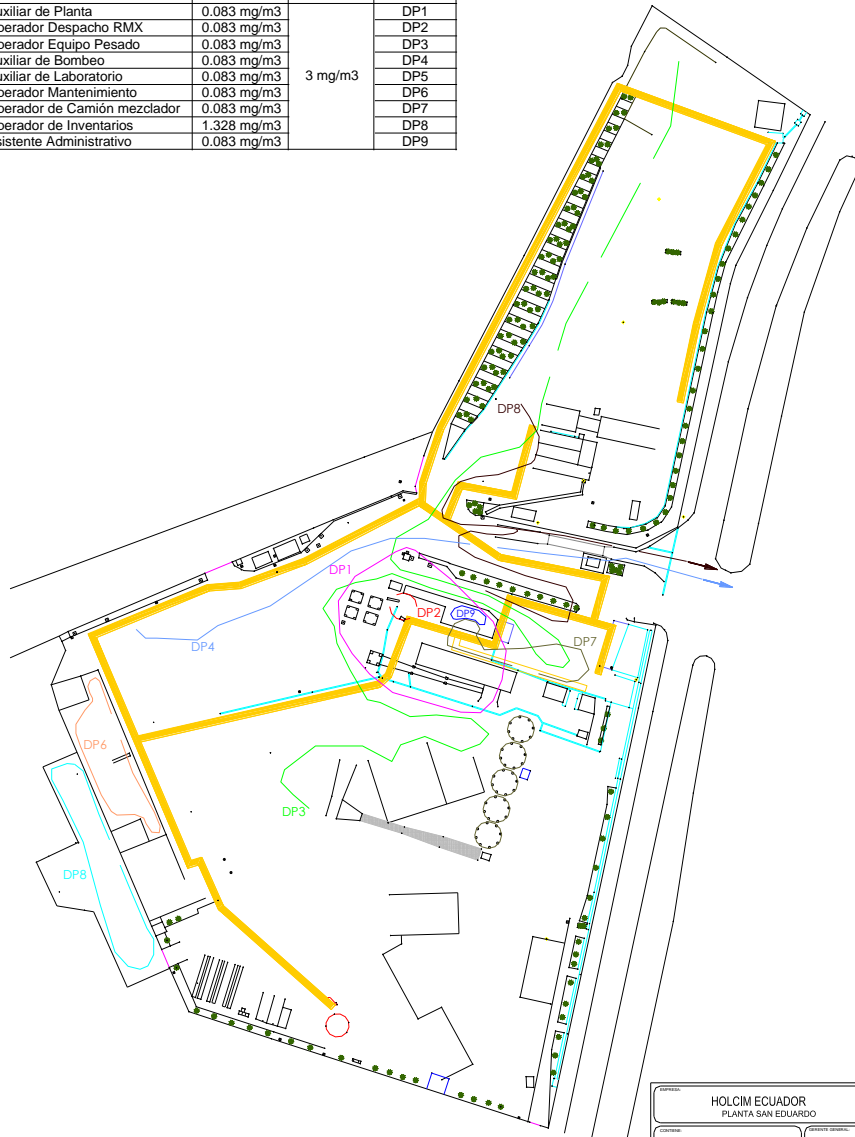 uxiliar de Planta 0.083 mg/m3 DP1
perador Despacho RMX 0.083 mg/m3 DP2
perador Equipo Pesado 0.083 mg/m3 DP3
uxiliar de Bombeo 0.083 mg/m3 DP4
uxiliar de Laboratorio 0.083 mg/m3 3 mg/m3 DP5
perador Mantenimiento 0.083 mg/m3 DP6
perador de Camión mezclador 0.083 mg/m3 DP7
perador de Inventarios 1.328 mg/m3 DP8
sistente Administrativo 0.083 mg/m3 DP9
DP8
DP1
DP2
DP9
DP4
DP7
DP6
DP3
DP8
EMPRESA:
HOLCIM ECUADOR
PLANTA SAN EDUARDO
CONTIENE:
GERENTE GENERAL: